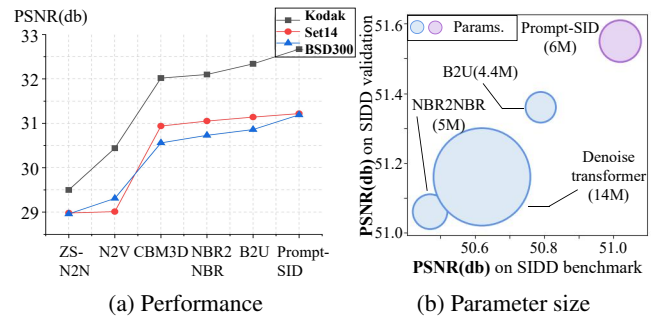 PSNR(db)
Kodak
Set14
BSD300
33
32
31
30
29
ZS-
N2N
N2V
CBM3D
NBR2
NBR
B2U
Prompt-
SID
(a) Performance
PSNR(db) on SIDD validation
51.6
51.4
51.2
51.0
Params.
Prompt-SID
(6M)
B2U(4.4M)
NBR2NBR
(5M)
Denoise
transformer
(14M)
50.6
50.8
51.0
PSNR(db) on SIDD benchmark
(b) Parameter size